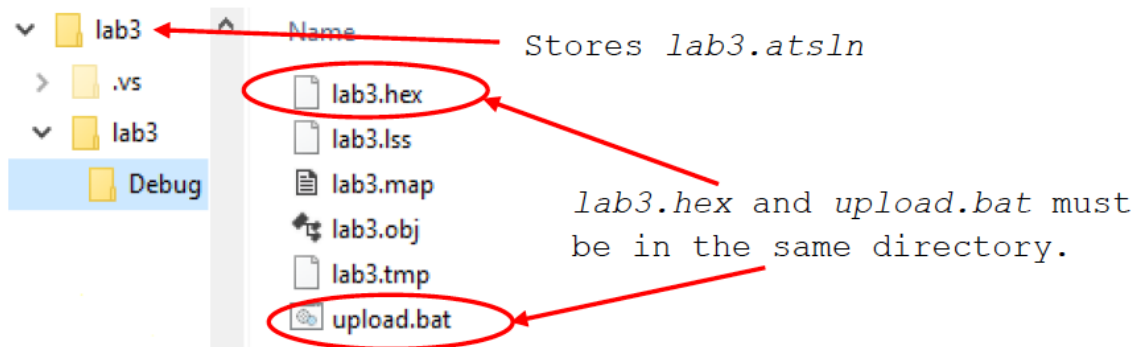 lab3
.vs
lab3
Debug
Name
lab3.hex
lab3.lss
lab3.map
lab3.obj
lab3.tmp
upload.bat
Stores lab3.atsln
lab3.hex and upload.bat must
be in the same directory.